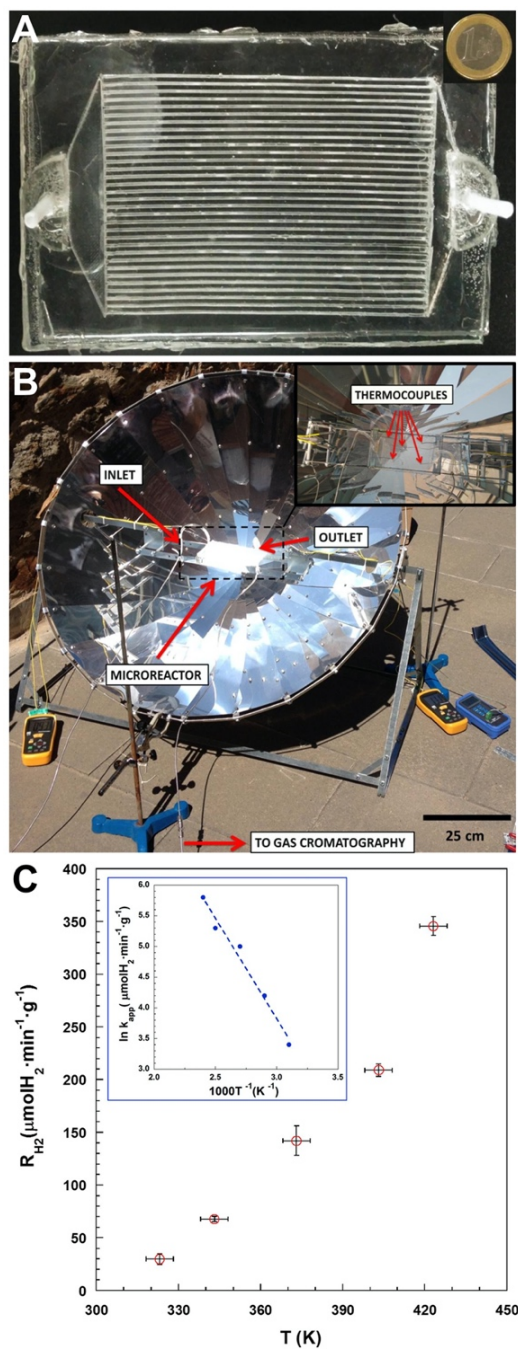 A
B
THERMOCOUPLES
INLET
OUTLET
MICROREACTOR
25 cm
TO GAS CROMATOGRAPHY
C
400
350
300
250
200
150
100
50
30
0
R_H2(μmolH₂·min⁻¹·g⁻¹)
6.0
5.5
5.0
4.5
4.0
3.5
3.0
ln k_app( μmolH₂·min⁻¹·g⁻¹)
2.0 2.5 3.0 3.5
1000T⁻¹(K⁻¹)
300 330 360 390 420 450
T (K)